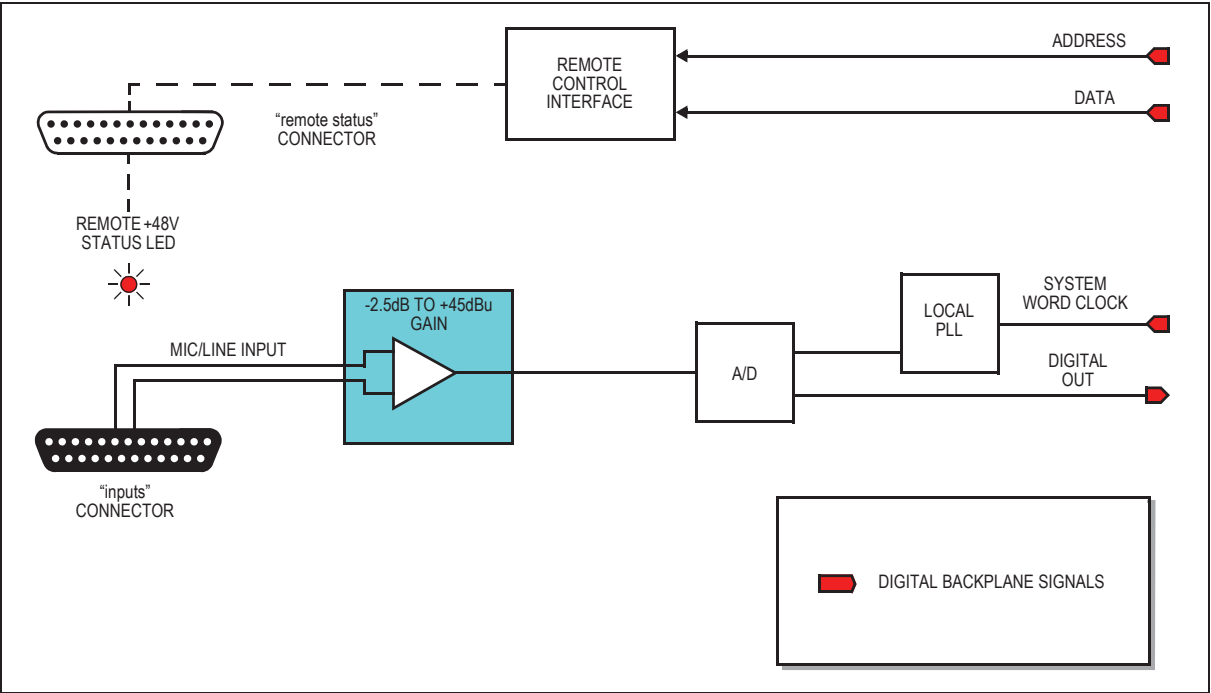 ADDRESS
REMOTE
CONTROL
INTERFACE
DATA
“remote status”
CONNECTOR
REMOTE +48V
STATUS LED
-2.5dB TO +45dBu
GAIN
SYSTEM
WORD CLOCK
LOCAL
PLL
MIC/LINE INPUT
A/D
DIGITAL
OUT
“inputs”
CONNECTOR
DIGITAL BACKPLANE SIGNALS